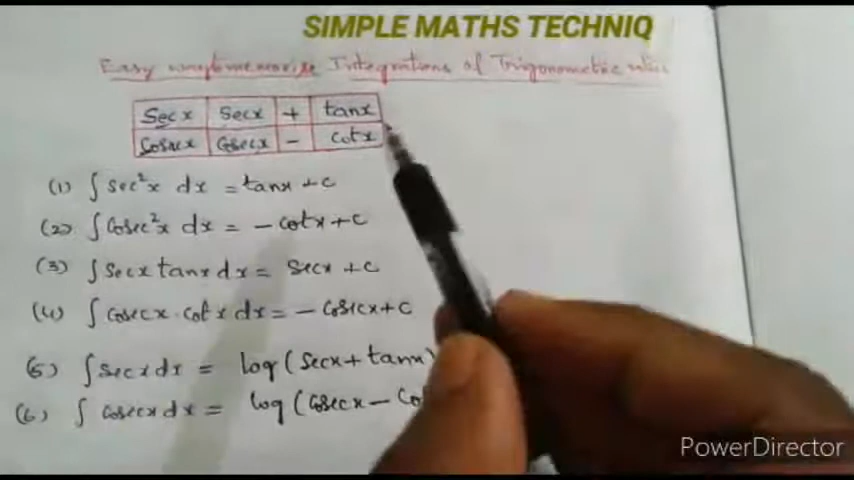 SIMPLE MATHS TECHNIQ
Easy way to memorize Integrations of Trigonometric ratios
Secx Secx + tanx
Cosecx Cosecx - cotx
(1) ∫ sec²x dx = tanx + c
(2) ∫ Cosec²x dx = - cotx + c
(3) ∫ Secx tanx dx = secx + c
(4) ∫ cosecx . cotx dx = - cosecx + c
(5) ∫ secx dx = log (secx + tanx)
(6) ∫ cosecx dx = log (cosecx - co
PowerDirector